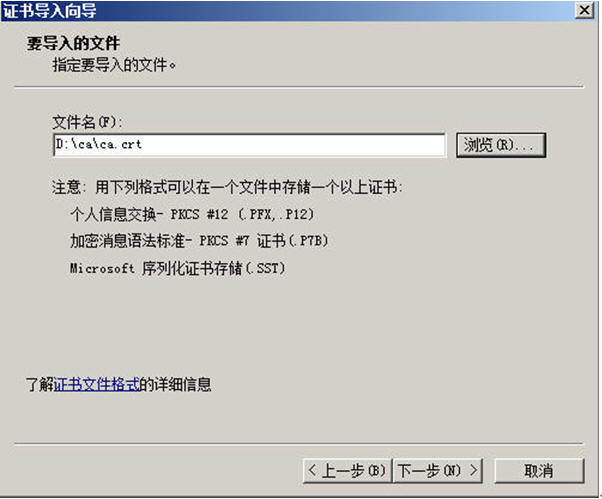 证书导入向导
要导入的文件
指定要导入的文件。
文件名(F):
D:\ca\ca.crt
浏览(R)...
注意: 用下列格式可以在一个文件中存储一个以上证书:
个人信息交换- PKCS #12 (.PFX,.P12)
加密消息语法标准- PKCS #7 证书(.P7B)
Microsoft 序列化证书存储(.SST)
了解证书文件格式的详细信息
< 上一步(B) 下一步(N) > 取消